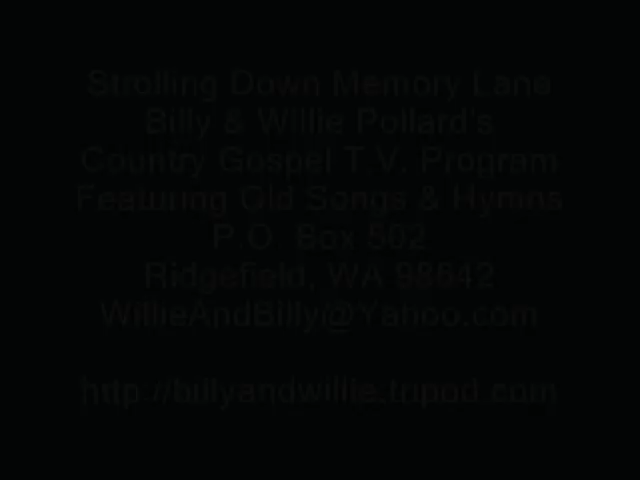 Strolling Down Memory Lane
Billy & Willie Pollard's
Country Gospel T.V. Program
Featuring Old Songs & Hymns
P.O. Box 502
Ridgefield, WA 98642
WillieAndBilly@Yahoo.com
http://billyandwillie.tripod.com